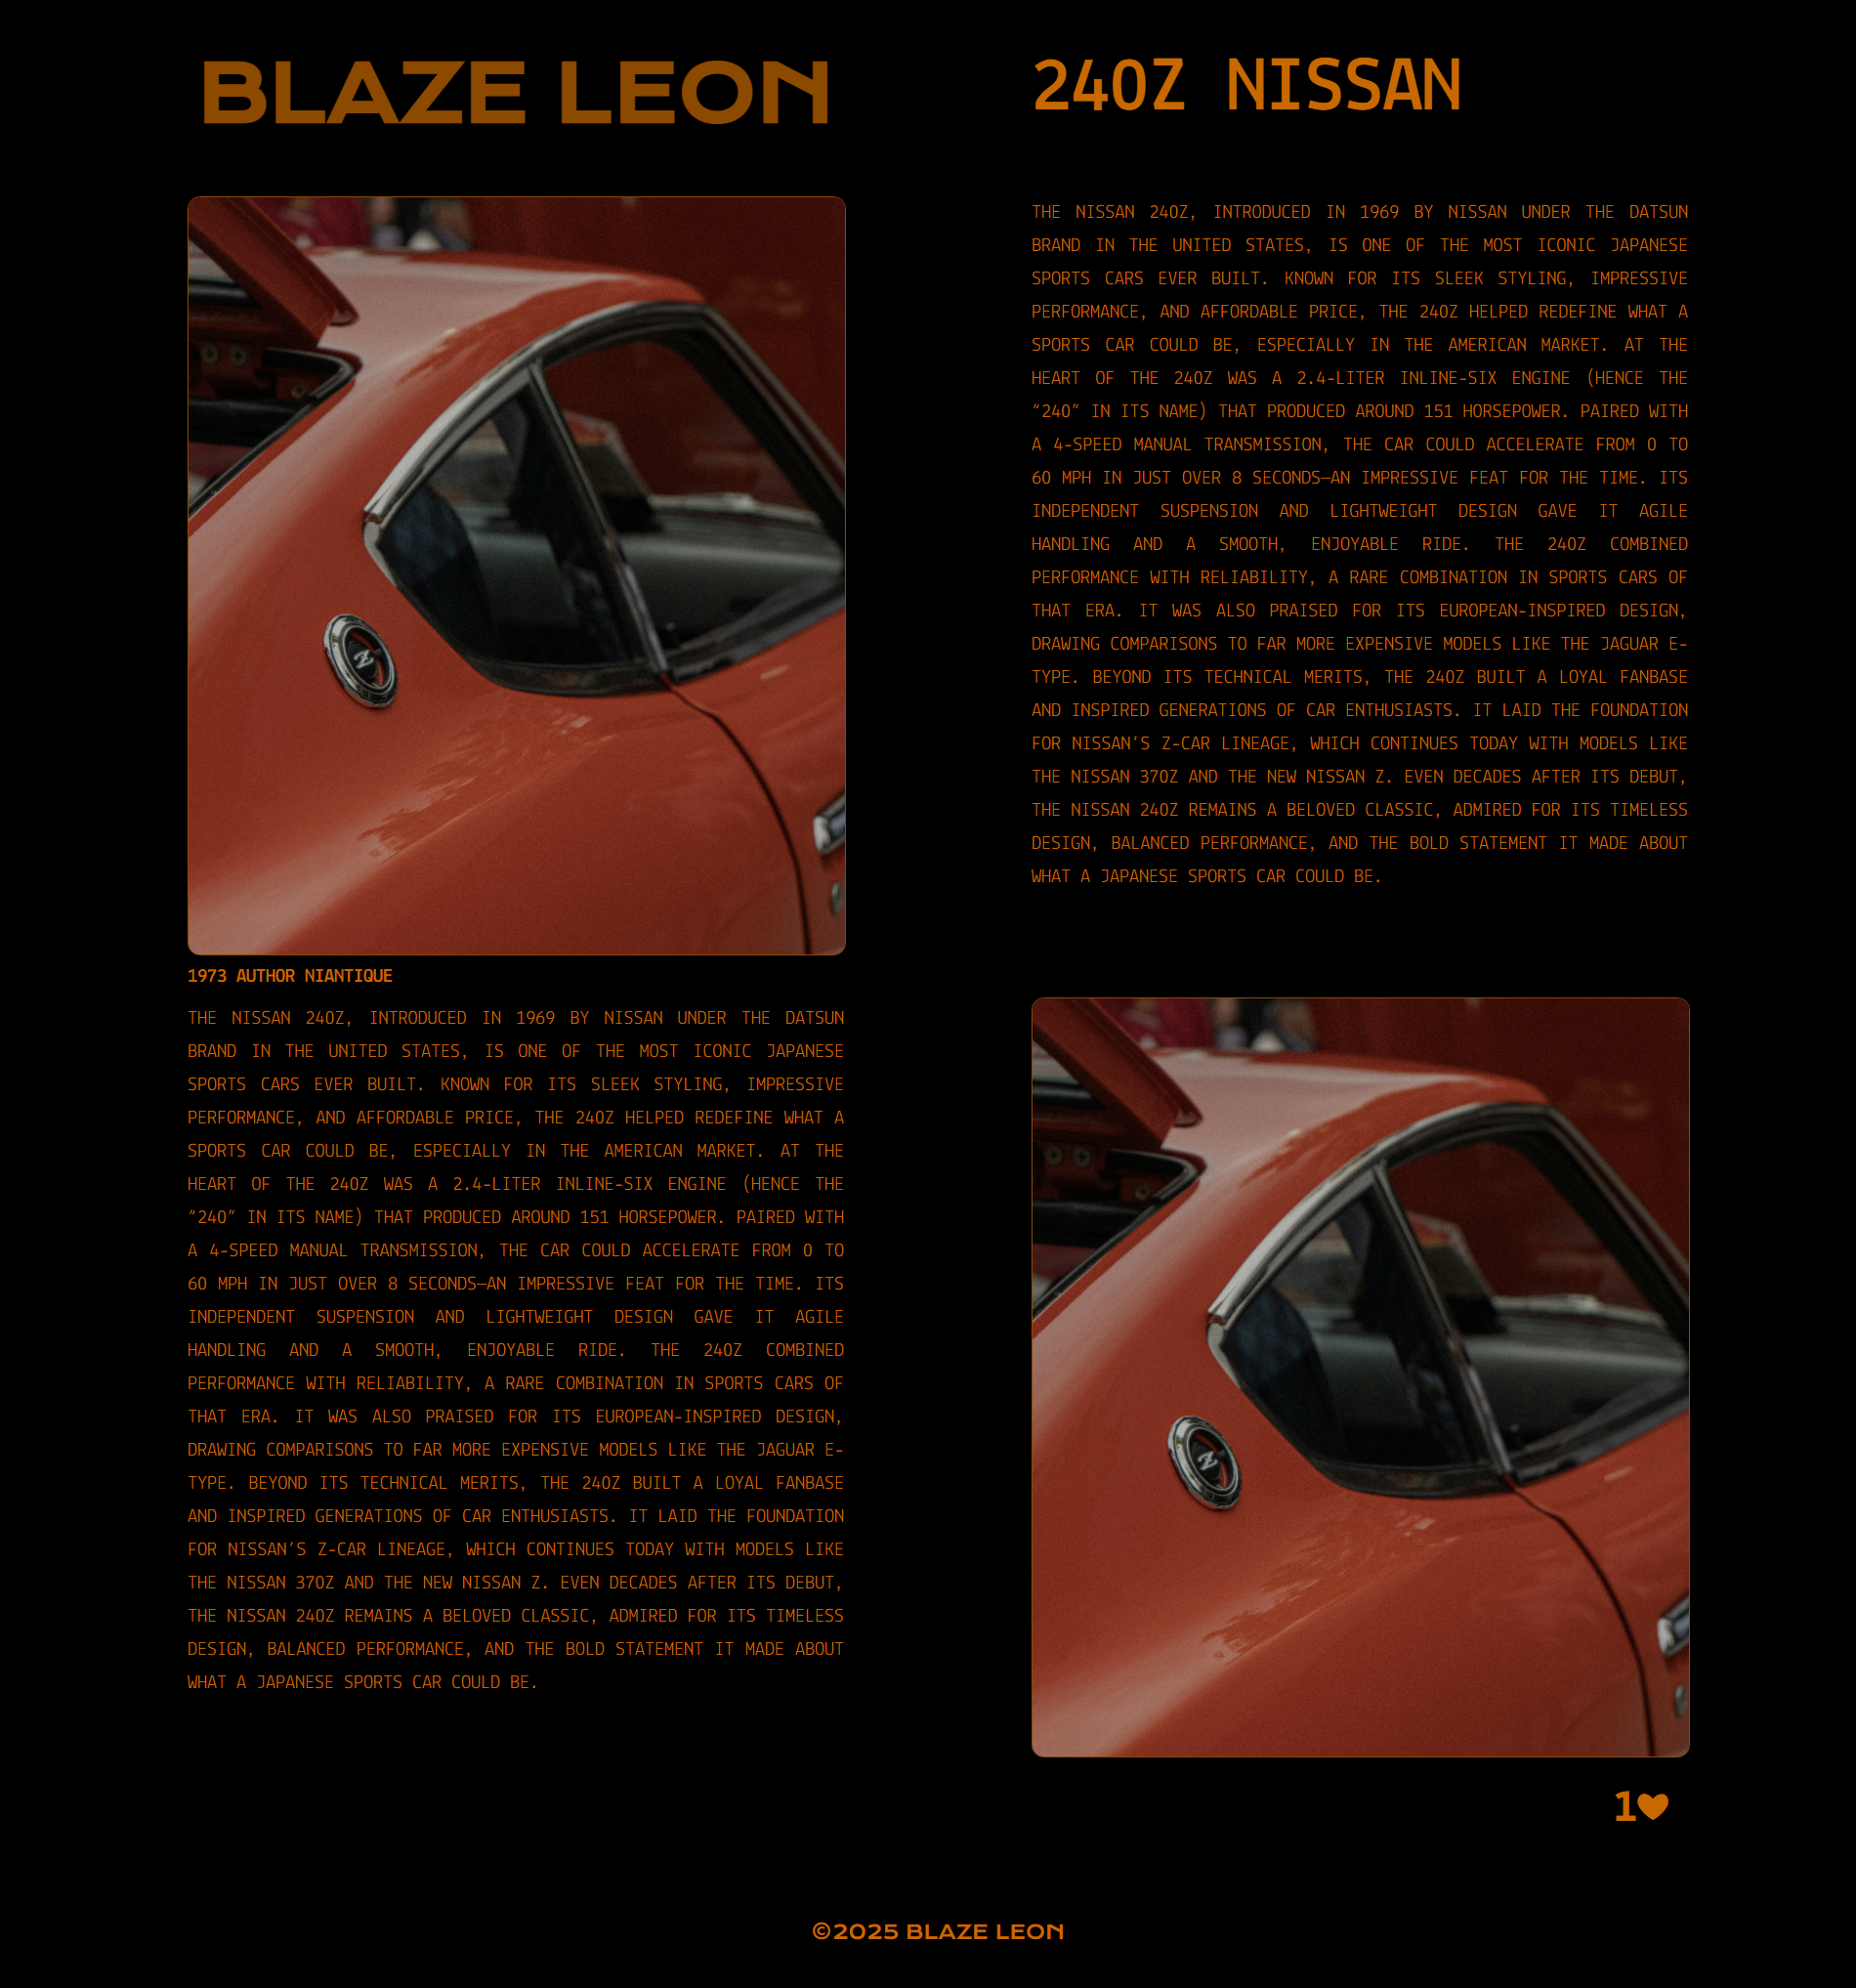 BLAZE LEON
1973 AUTHOR NIANTIQUE
THE NISSAN 240Z, INTRODUCED IN 1969 BY NISSAN UNDER THE DATSUN
BRAND IN THE UNITED STATES, IS ONE OF THE MOST ICONIC JAPANESE
SPORTS CARS EVER BUILT. KNOWN FOR ITS SLEEK STYLING, IMPRESSIVE
PERFORMANCE, AND AFFORDABLE PRICE, THE 240Z HELPED REDEFINE WHAT A
SPORTS CAR COULD BE, ESPECIALLY IN THE AMERICAN MARKET. AT THE
HEART OF THE 240Z WAS A 2.4-LITER INLINE-SIX ENGINE (HENCE THE
“240” IN ITS NAME) THAT PRODUCED AROUND 151 HORSEPOWER. PAIRED WITH
A 4-SPEED MANUAL TRANSMISSION, THE CAR COULD ACCELERATE FROM 0 TO
60 MPH IN JUST OVER 8 SECONDS—AN IMPRESSIVE FEAT FOR THE TIME. ITS
INDEPENDENT SUSPENSION AND LIGHTWEIGHT DESIGN GAVE IT AGILE
HANDLING AND A SMOOTH, ENJOYABLE RIDE. THE 240Z COMBINED
PERFORMANCE WITH RELIABILITY, A RARE COMBINATION IN SPORTS CARS OF
THAT ERA. IT WAS ALSO PRAISED FOR ITS EUROPEAN-INSPIRED DESIGN,
DRAWING COMPARISONS TO FAR MORE EXPENSIVE MODELS LIKE THE JAGUAR E-
TYPE. BEYOND ITS TECHNICAL MERITS, THE 240Z BUILT A LOYAL FANBASE
AND INSPIRED GENERATIONS OF CAR ENTHUSIASTS. IT LAID THE FOUNDATION
FOR NISSAN’S Z-CAR LINEAGE, WHICH CONTINUES TODAY WITH MODELS LIKE
THE NISSAN 370Z AND THE NEW NISSAN Z. EVEN DECADES AFTER ITS DEBUT,
THE NISSAN 240Z REMAINS A BELOVED CLASSIC, ADMIRED FOR ITS TIMELESS
DESIGN, BALANCED PERFORMANCE, AND THE BOLD STATEMENT IT MADE ABOUT
WHAT A JAPANESE SPORTS CAR COULD BE.
240Z NISSAN
THE NISSAN 240Z, INTRODUCED IN 1969 BY NISSAN UNDER THE DATSUN
BRAND IN THE UNITED STATES, IS ONE OF THE MOST ICONIC JAPANESE
SPORTS CARS EVER BUILT. KNOWN FOR ITS SLEEK STYLING, IMPRESSIVE
PERFORMANCE, AND AFFORDABLE PRICE, THE 240Z HELPED REDEFINE WHAT A
SPORTS CAR COULD BE, ESPECIALLY IN THE AMERICAN MARKET. AT THE
HEART OF THE 240Z WAS A 2.4-LITER INLINE-SIX ENGINE (HENCE THE
“240” IN ITS NAME) THAT PRODUCED AROUND 151 HORSEPOWER. PAIRED WITH
A 4-SPEED MANUAL TRANSMISSION, THE CAR COULD ACCELERATE FROM 0 TO
60 MPH IN JUST OVER 8 SECONDS—AN IMPRESSIVE FEAT FOR THE TIME. ITS
INDEPENDENT SUSPENSION AND LIGHTWEIGHT DESIGN GAVE IT AGILE
HANDLING AND A SMOOTH, ENJOYABLE RIDE. THE 240Z COMBINED
PERFORMANCE WITH RELIABILITY, A RARE COMBINATION IN SPORTS CARS OF
THAT ERA. IT WAS ALSO PRAISED FOR ITS EUROPEAN-INSPIRED DESIGN,
DRAWING COMPARISONS TO FAR MORE EXPENSIVE MODELS LIKE THE JAGUAR E-
TYPE. BEYOND ITS TECHNICAL MERITS, THE 240Z BUILT A LOYAL FANBASE
AND INSPIRED GENERATIONS OF CAR ENTHUSIASTS. IT LAID THE FOUNDATION
FOR NISSAN’S Z-CAR LINEAGE, WHICH CONTINUES TODAY WITH MODELS LIKE
THE NISSAN 370Z AND THE NEW NISSAN Z. EVEN DECADES AFTER ITS DEBUT,
THE NISSAN 240Z REMAINS A BELOVED CLASSIC, ADMIRED FOR ITS TIMELESS
DESIGN, BALANCED PERFORMANCE, AND THE BOLD STATEMENT IT MADE ABOUT
WHAT A JAPANESE SPORTS CAR COULD BE.
Z
Z
1
©2025 BLAZE LEON